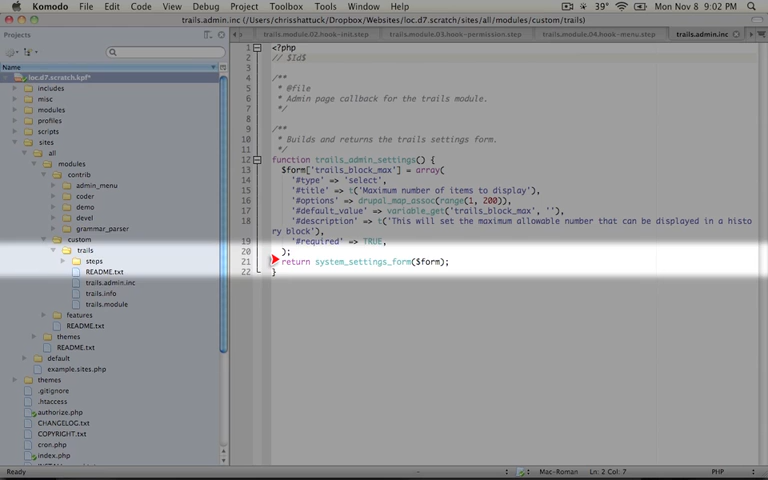 Komodo File Edit Code Navigation View Debug Project Toolbox Tools Window Help 39° Mon Nov 8 9:02 PM
trails.admin.inc (/Users/chrisshattuck/Dropbox/Websites/loc.d7.scratch/sites/all/modules/custom/trails)
Projects
trails.module.02.hook-init.step
trails.module.03.hook-permission.step
trails.module.04.hook-menu.step
trails.admin.inc
Name
loc.d7.scratch.kpf*
includes
misc
modules
profiles
scripts
sites
all
modules
contrib
admin_menu
coder
demo
devel
grammar_parser
custom
trails
steps
README.txt
trails.admin.inc
trails.info
trails.module
features
README.txt
themes
README.txt
default
example.sites.php
themes
.gitignore
.htaccess
authorize.php
CHANGELOG.txt
COPYRIGHT.txt
cron.php
index.php
1 <?php
2 // $Id$
3
4 /**
5 * @file
6 * Admin page callback for the trails module.
7 */
8
9 /**
10 * Builds and returns the trails settings form.
11 */
12 function trails_admin_settings() {
13 $form['trails_block_max'] = array(
14 '#type' => 'select',
15 '#title' => t('Maximum number of items to display'),
16 '#options' => drupal_map_assoc(range(1, 200)),
17 '#default_value' => variable_get('trails_block_max', ''),
18 '#description' => t('This will set the maximum allowable number that can be displayed in a histo
ry block'),
19 '#required' => TRUE,
20 );
21 return system_settings_form($form);
22 }
Ready
Mac-Roman
Ln: 2 Col: 7
PHP